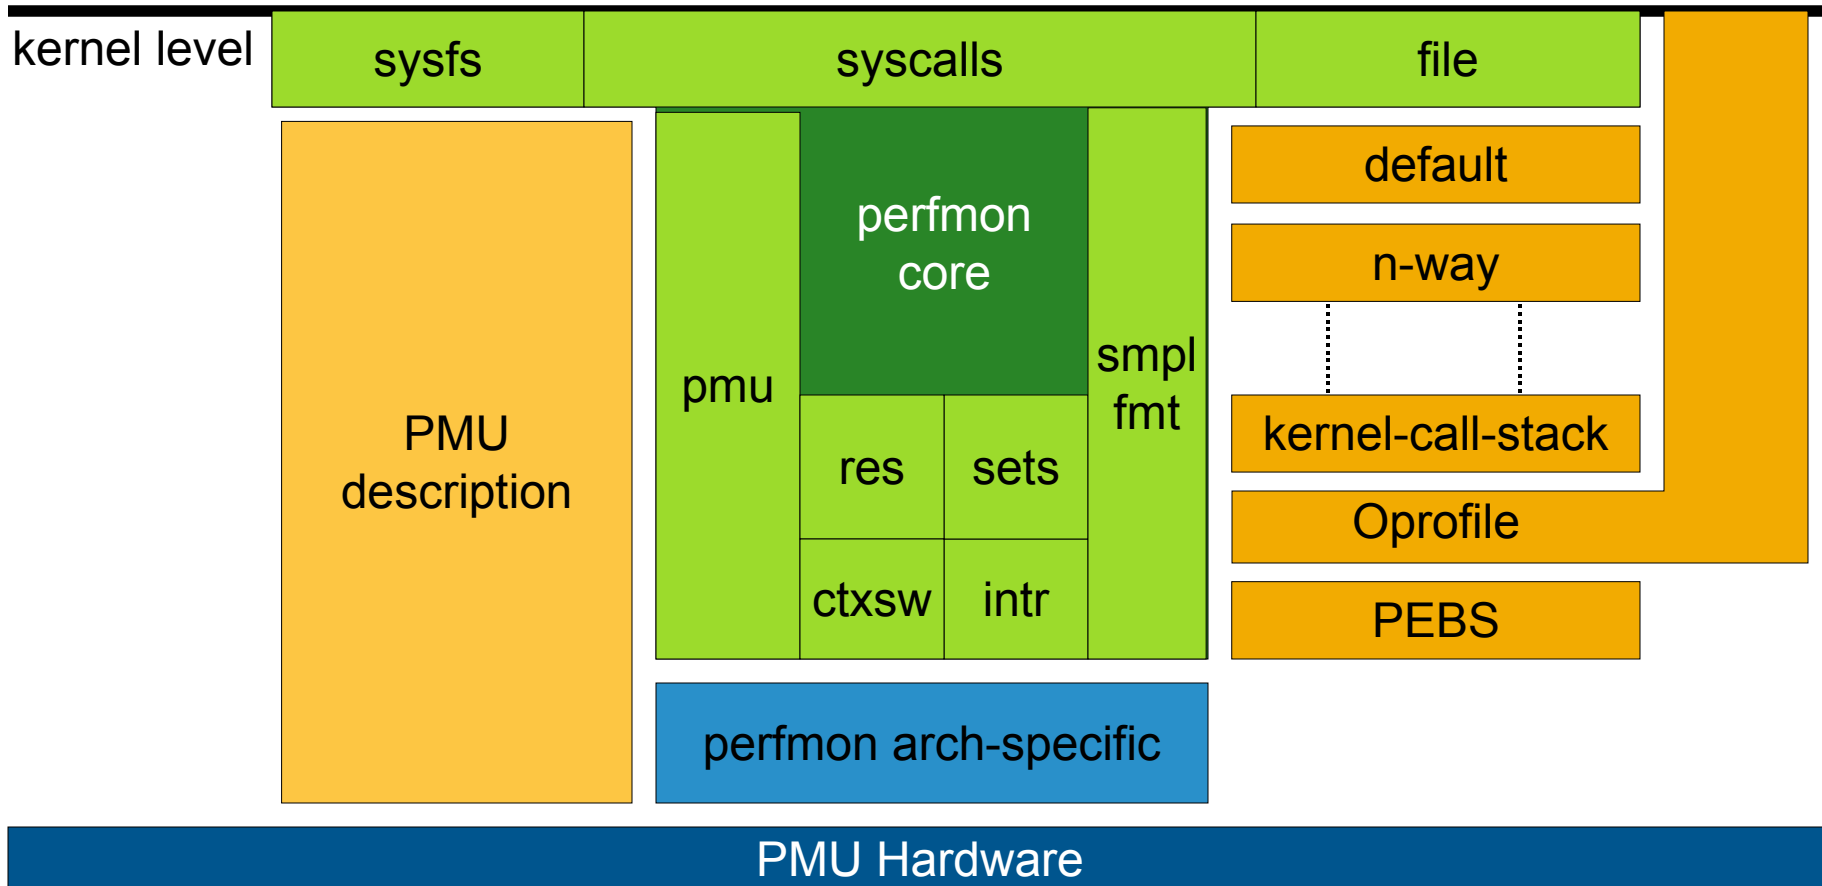 kernel level
sysfs
syscalls
file
PMU
description
pmu
perfmon
core
res
sets
ctxsw
intr
smpl
fmt
default
n-way
kernel-call-stack
Oprofile
PEBS
perfmon arch-specific
PMU Hardware